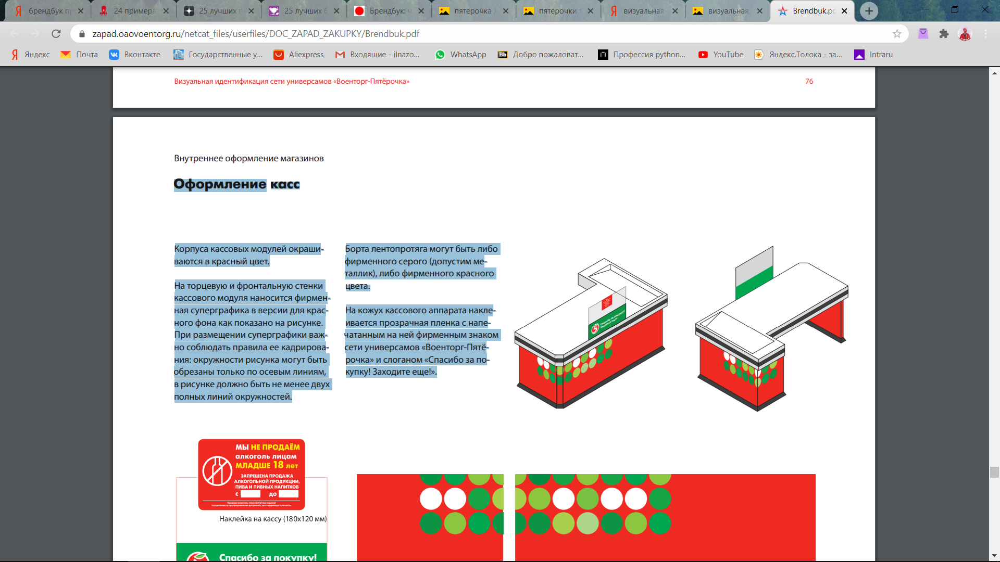 брендбук п
24 примера
25 лучших п
25 лучших б
Брендбук: ч
пятерочка
пятерочки т
визуальная
визуальная
Brendbuk.pd
zapad.oaovoentorg.ru/netcat_files/userfiles/DOC_ZAPAD_ZAKUPKY/Brendbuk.pdf
Яндекс
Почта
Вконтакте
Государственные у...
Aliexpress
Входящие - ilnazo...
WhatsApp
Добро пожаловат...
Профессия python...
YouTube
Яндекс.Толока - за...
Intraru
Визуальная идентификация сети универсамов «Военторг-Пятёрочка»
76
Внутреннее оформление магазинов
Оформление касс
Корпуса кассовых модулей окраши-
ваются в красный цвет.
На торцевую и фронтальную стенки
кассового модуля наносится фирмен-
ная суперграфика в версии для крас-
ного фона как показано на рисунке.
При размещении суперграфики важ-
но соблюдать правила ее кадрирова-
ния: окружности рисунка могут быть
обрезаны только по осевым линиям,
в рисунке должно быть не менее двух
полных линий окружностей.
Борта лентопротяга могут быть либо
фирменного серого (допустим ме-
таллик), либо фирменного красного
цвета.
На кожух кассового аппарата накле-
ивается прозрачная пленка с напе-
чатанным на ней фирменным знаком
сети универсамов «Военторг-Пятё-
рочка» и слоганом «Спасибо за по-
купку! Заходите еще!».
МЫ НЕ ПРОДАЁМ
алкоголь лицам
МЛАДШЕ 18 лет
ЗАПРЕЩЕНА ПРОДАЖА
АЛКОГОЛЬНОЙ ПРОДУКЦИИ,
ПИВА И ПИВНЫХ НАПИТКОВ
с до
Наклейка на кассу (180x120 мм)
Спасибо за покупку!